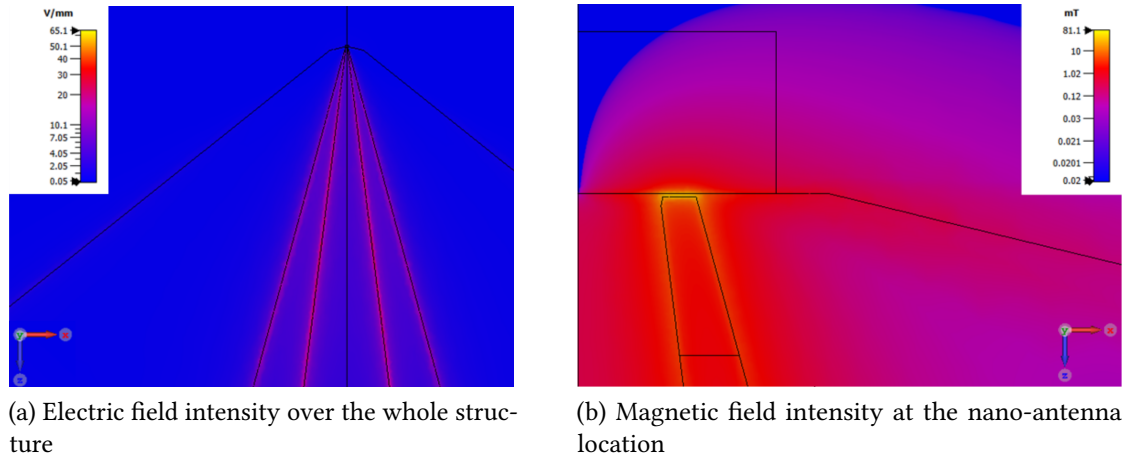 V/mm
65.1
50.1
40
30
20
10.1
7.05
4.05
2.05
0.05
Y
X
Z
(a) Electric field intensity over the whole struc-
ture
mT
81.1
10
1.02
0.12
0.03
0.021
0.0201
0.02
Y
X
Z
(b) Magnetic field intensity at the nano-antenna
location